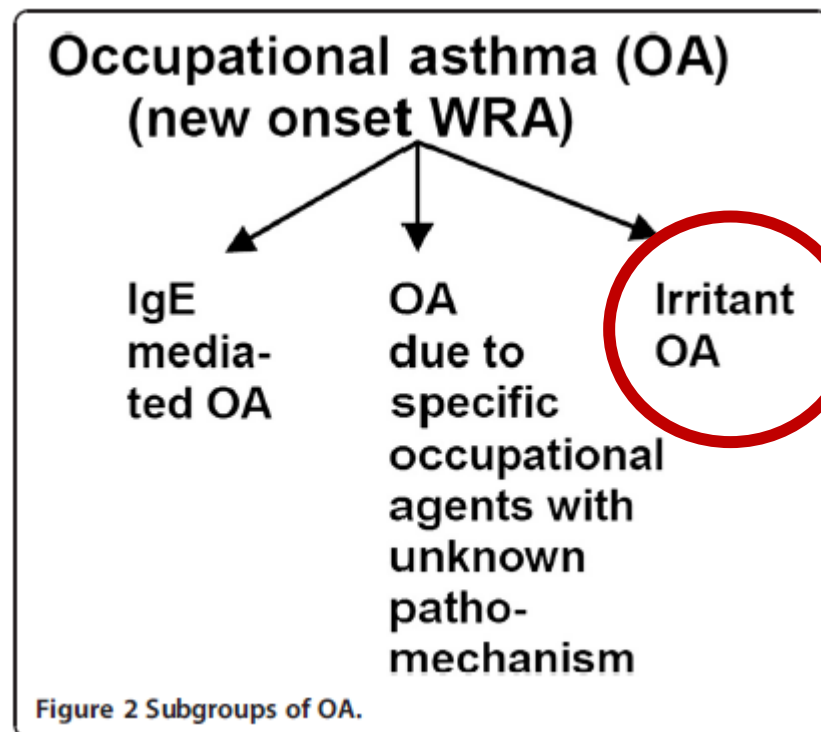 Occupational asthma (OA)
(new onset WRA)
IgE
media-
ted OA
OA
due to
specific
occupational
agents with
unknown
patho-
mechanism
Irritant
OA
Figure 2 Subgroups of OA.